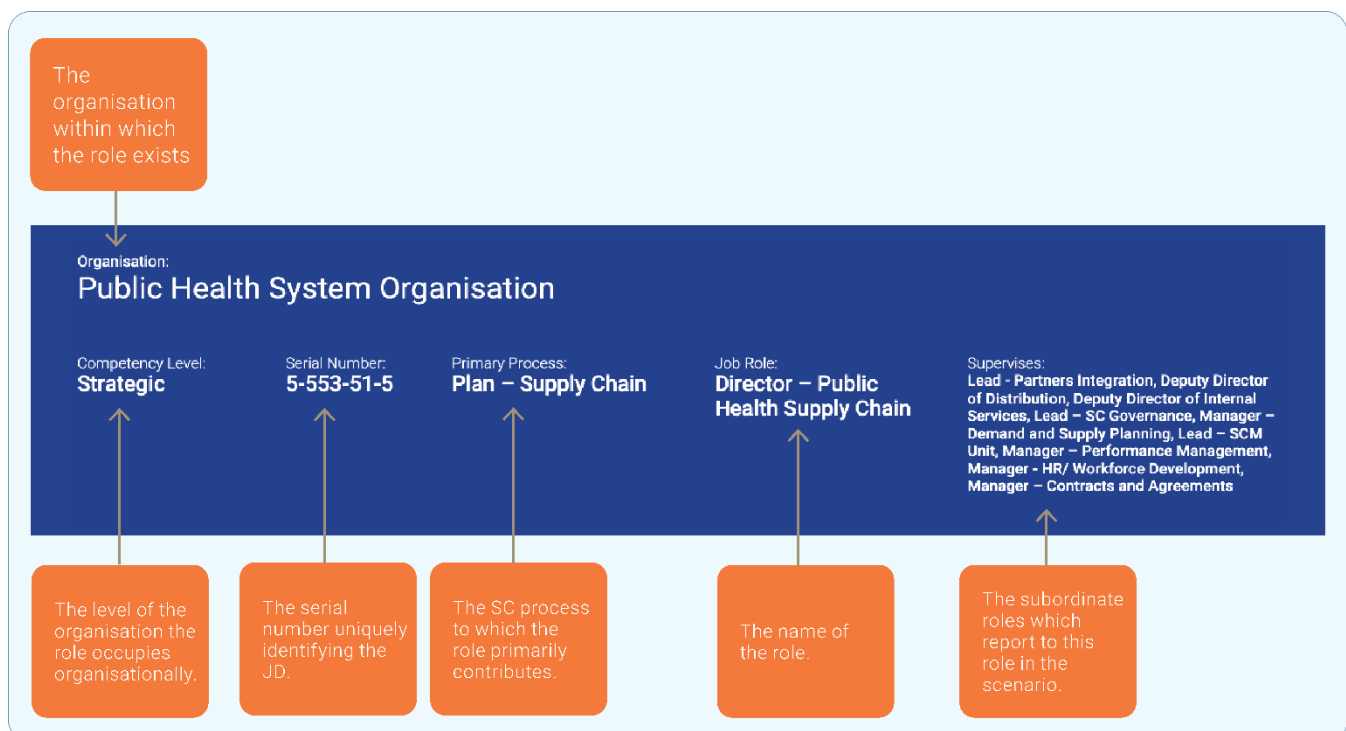 The
organisation
within which
the role exists
Organisation:
Public Health System Organisation
Competency Level:
Strategic
Serial Number:
5-553-51-5
Primary Process:
Plan – Supply Chain
Job Role:
Director – Public
Health Supply Chain
Supervises:
Lead - Partners Integration, Deputy Director
of Distribution, Deputy Director of Internal
Services, Lead – SC Governance, Manager –
Demand and Supply Planning, Lead – SCM
Unit, Manager – Performance Management,
Manager - HR/ Workforce Development,
Manager – Contracts and Agreements
The level of the
organisation the
role occupies
organisationally.
The serial
number uniquely
identifying the
JD.
The SC process
to which the
role primarily
contributes.
The name of
the role.
The subordinate
roles which
report to this
role in the
scenario.